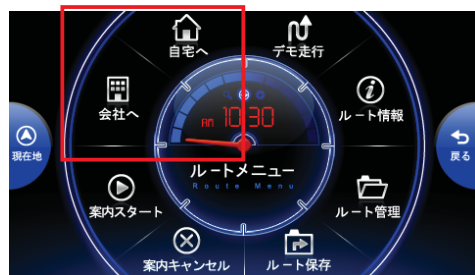 自宅へ
デモ走行
会社へ
ルート情報
AM 10:30
現在地
戻る
ルートメニュー
Route Menu
案内スタート
ルート管理
案内キャンセル
ルート保存